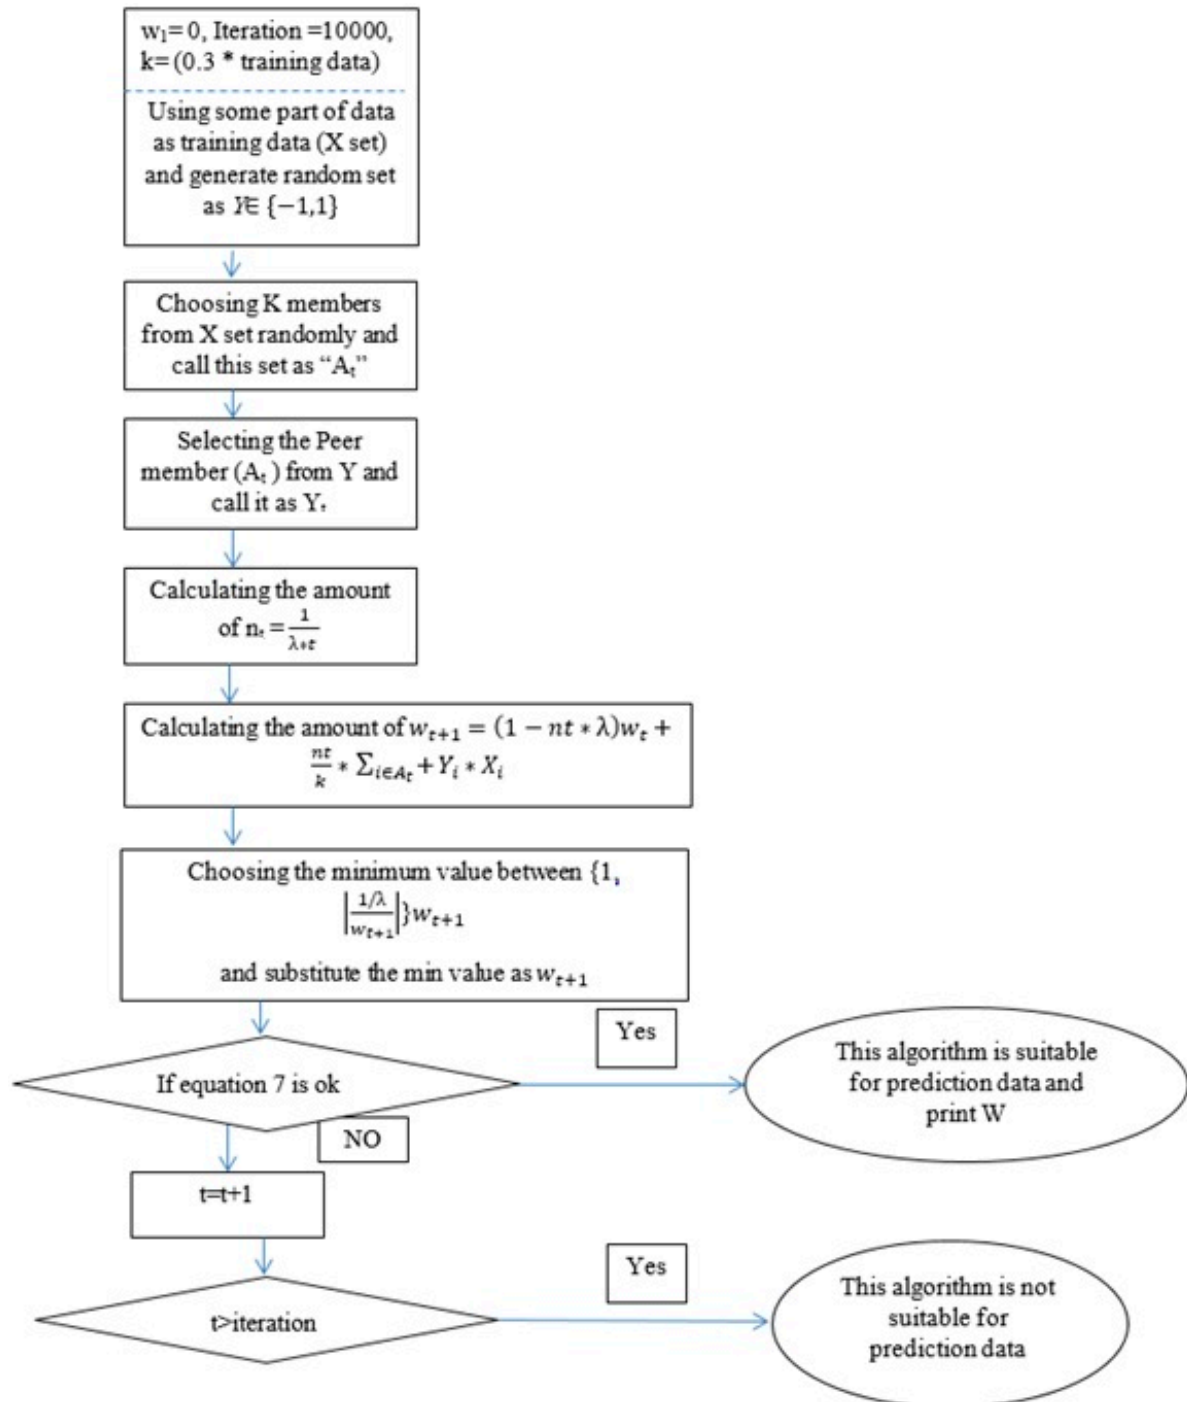 w₁= 0, Iteration =10000,
k= (0.3 * training data)
Using some part of data
as training data (X set)
and generate random set
as Y∈ {−1,1}
Choosing K members
from X set randomly and
call this set as “Aₜ”
Selecting the Peer
member (Aₜ ) from Y and
call it as Yₜ
Calculating the amount
of nₜ = 1/(λ∗t)
Calculating the amount of wₜ₊₁ = (1 − nt ∗ λ)wₜ +
nt/k ∗ ∑ᵢ∈Aₜ + Yᵢ ∗ Xᵢ
Choosing the minimum value between {1,
|(1/λ)/wₜ₊₁|}wₜ₊₁
and substitute the min value as wₜ₊₁
If equation 7 is ok
Yes
This algorithm is suitable
for prediction data and
print W
NO
t=t+1
t>iteration
Yes
This algorithm is not
suitable for
prediction data